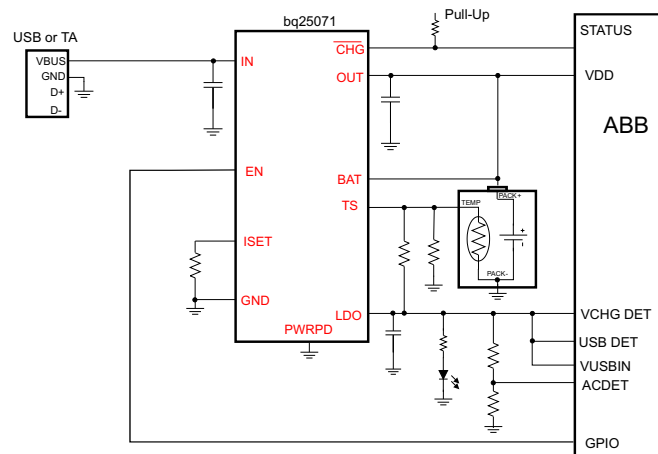 bq25071
Pull-Up
USB or TA
VBUS
GND
D+
D-
IN
CHG
OUT
EN
BAT
TS
ISET
GND
LDO
PWRPD
TEMP
PACK+
+
-
PACK-
STATUS
VDD
ABB
VCHG DET
USB DET
VUSBIN
ACDET
GPIO